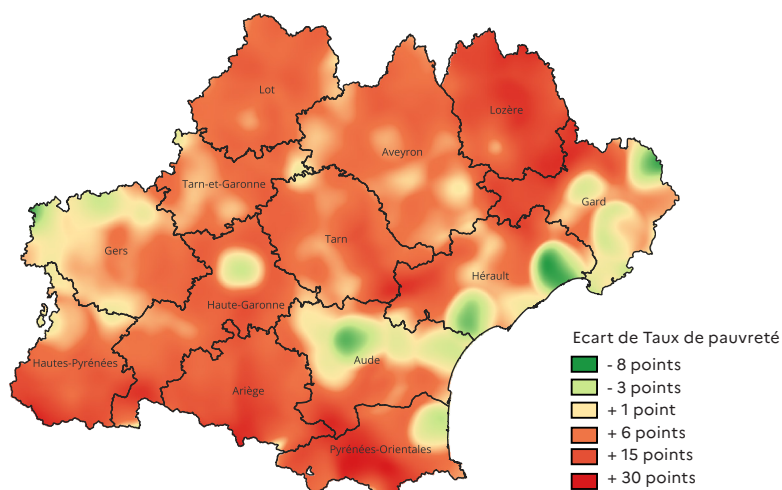 Lot
Lozère
Aveyron
Tarn-et-Garonne
Gard
Tarn
Gers
Hérault
Haute-Garonne
Aude
Hautes-Pyrénées
Ariège
Pyrénées-Orientales
Ecart de Taux de pauvreté
- 8 points
- 3 points
+ 1 point
+ 6 points
+ 15 points
+ 30 points